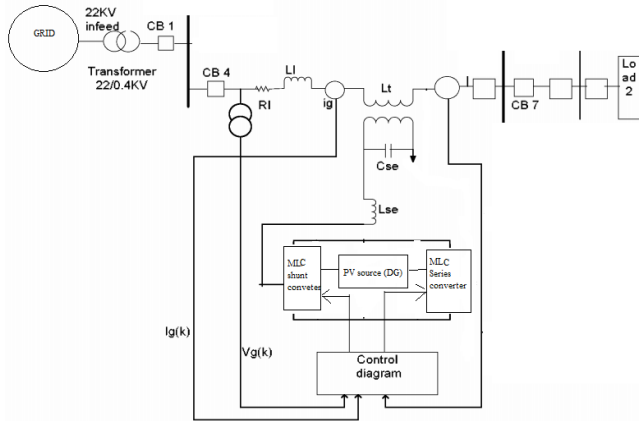 GRID
22KV
infeed
CB 1
Transformer
22/0.4KV
CB 4
Rl
Ll
ig
Lt
l
CB 7
Lo
ad
2
Cse
Lse
MLC
shunt
conveter
PV source (DG)
MLC
Series
converter
Ig(k)
Vg(k)
Control
diagram